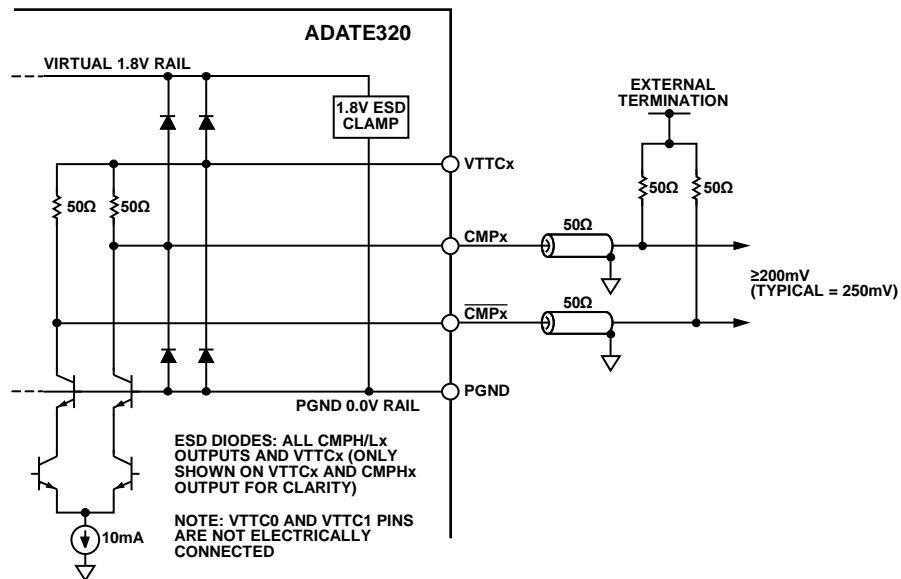 ADATE320
VIRTUAL 1.8V RAIL
1.8V ESD
CLAMP
EXTERNAL
TERMINATION
VTTCx
50Ω
50Ω
50Ω
50Ω
50Ω
CMPx
≥200mV
(TYPICAL = 250mV)
50Ω
CMPx
PGND
PGND 0.0V RAIL
ESD DIODES: ALL CMPH/Lx
OUTPUTS AND VTTCx (ONLY
SHOWN ON VTTCx AND CMPHx
OUTPUT FOR CLARITY)
10mA
NOTE: VTTC0 AND VTTC1 PINS
ARE NOT ELECTRICALLY
CONNECTED